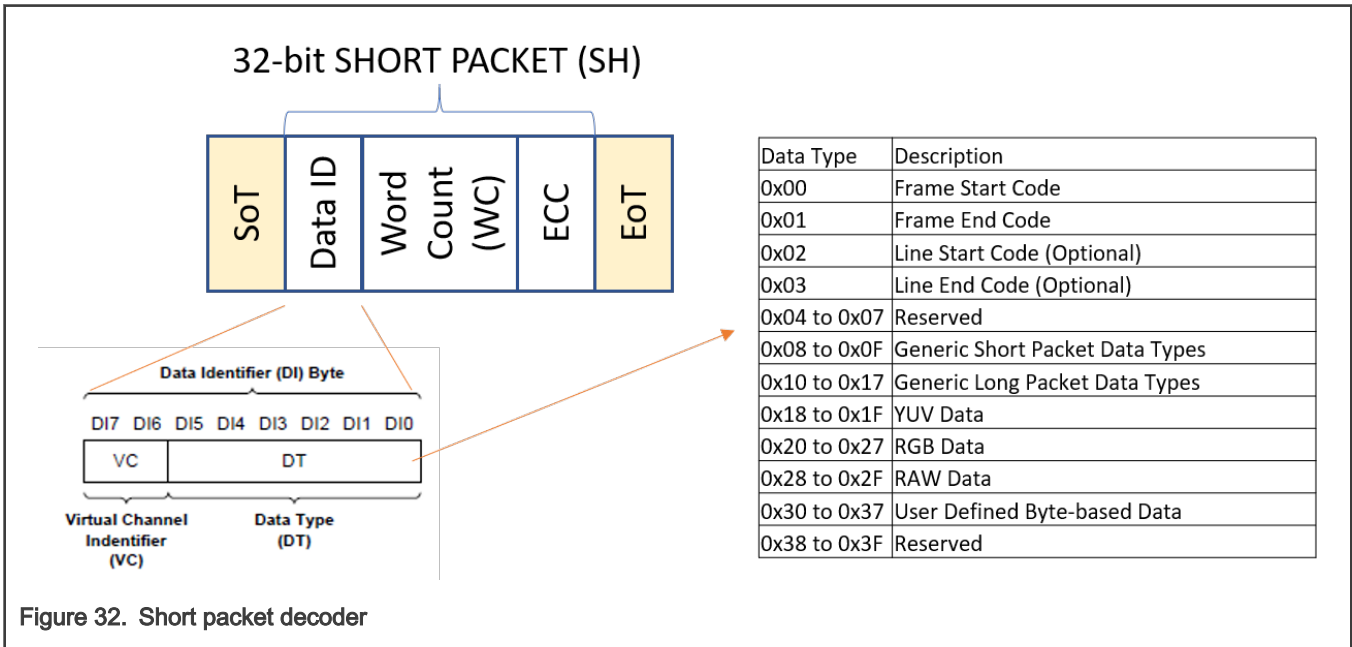 32-bit SHORT PACKET (SH)
SoT
Data ID
Word
Count
(WC)
ECC
EoT
Data Identifier (DI) Byte
DI7 DI6 DI5 DI4 DI3 DI2 DI1 DI0
VC DT
Virtual Channel
Indentifier
(VC)
Data Type
(DT)
Data Type Description
0x00 Frame Start Code
0x01 Frame End Code
0x02 Line Start Code (Optional)
0x03 Line End Code (Optional)
0x04 to 0x07 Reserved
0x08 to 0x0F Generic Short Packet Data Types
0x10 to 0x17 Generic Long Packet Data Types
0x18 to 0x1F YUV Data
0x20 to 0x27 RGB Data
0x28 to 0x2F RAW Data
0x30 to 0x37 User Defined Byte-based Data
0x38 to 0x3F Reserved
Figure 32. Short packet decoder